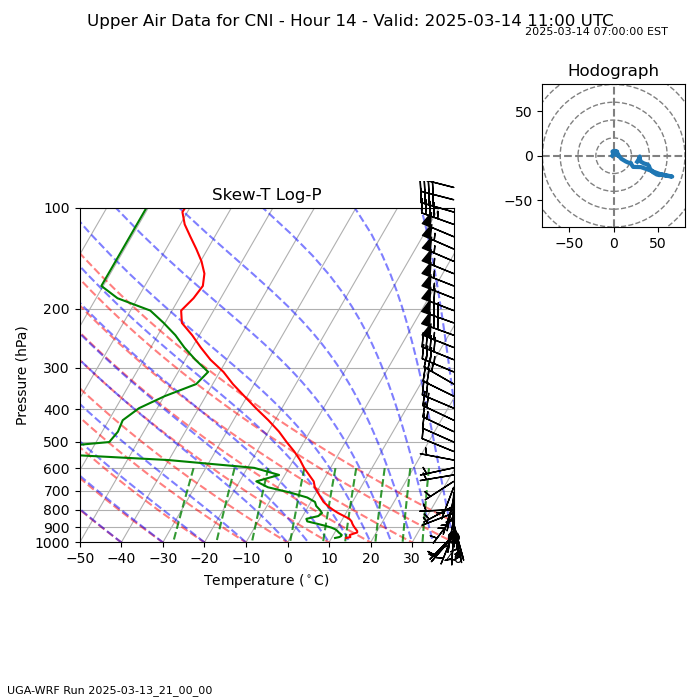 Upper Air Data for CNI - Hour 14 - Valid: 2025-03-14 11:00 UTC
2025-03-14 07:00:00 EST
Hodograph
50
0
−50
−50 0 50
Skew-T Log-P
100
200
300
400
500
600
700
800
900
1000
Pressure (hPa)
−50 −40 −30 −20 −10 0 10 20 30
Temperature (°C)
UGA-WRF Run 2025-03-13_21_00_00